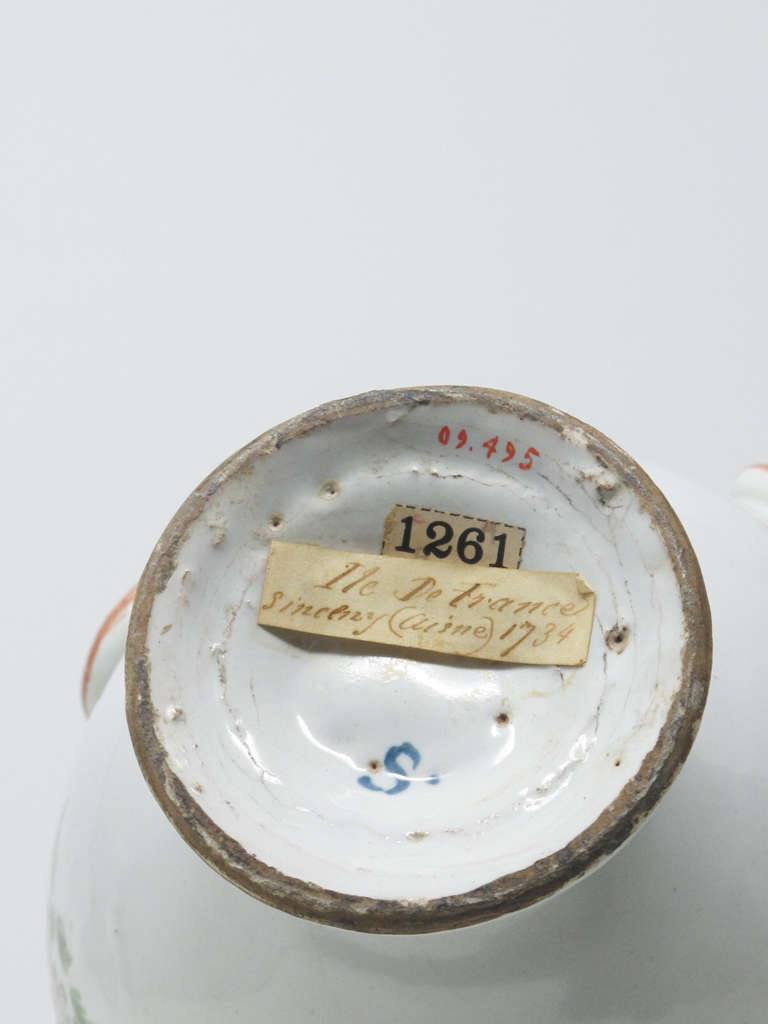 09.495
1261
Ile De France
Sinceny (Aisne) 1734
S.